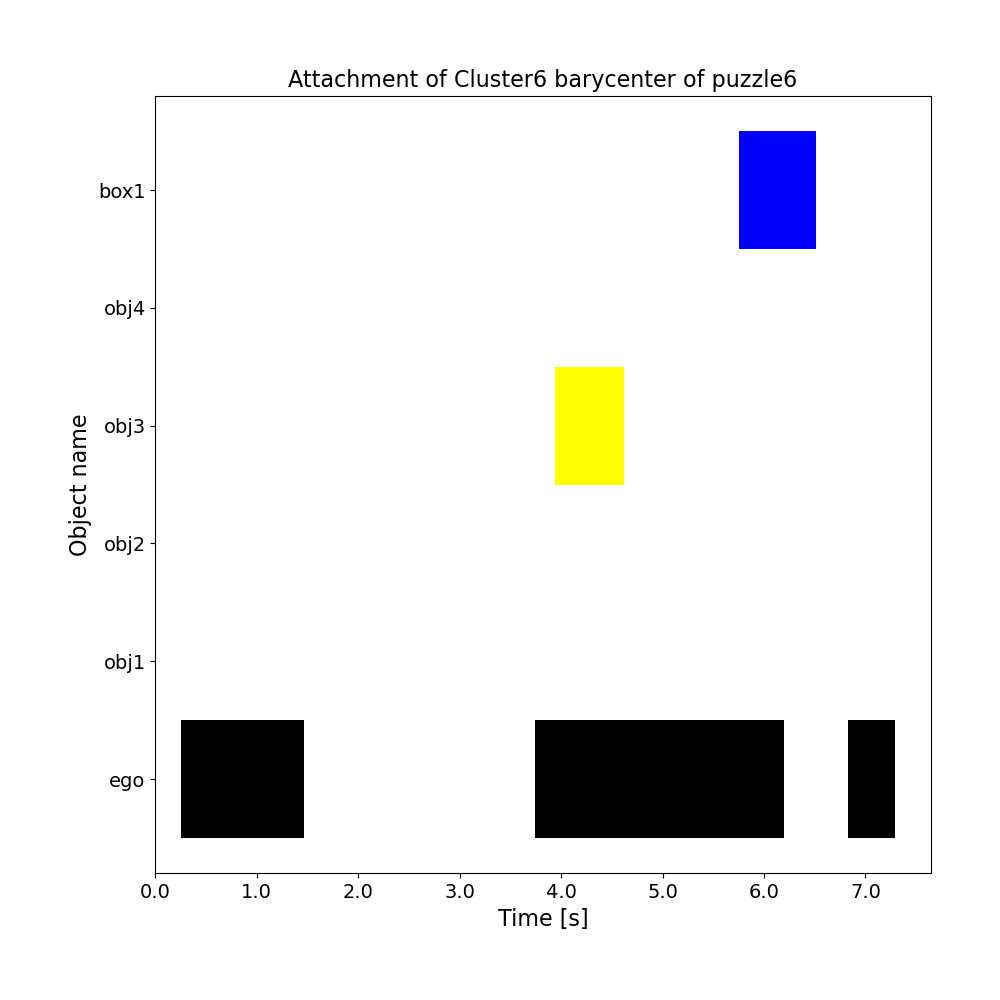 Attachment of Cluster6 barycenter of puzzle6
box1
obj4
obj3
obj2
obj1
ego
Object name
0.0 1.0 2.0 3.0 4.0 5.0 6.0 7.0
Time [s]